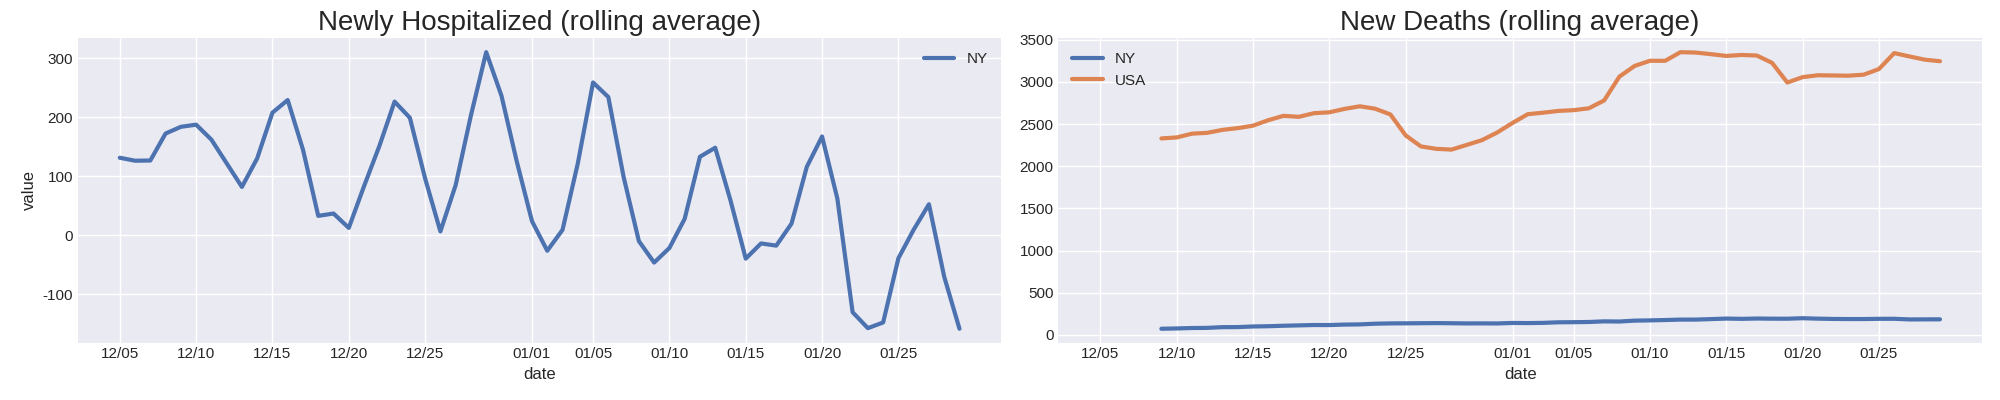 Newly Hospitalized (rolling average)
300
200
100
0
-100
value
NY
12/05 12/10 12/15 12/20 12/25 01/01 01/05 01/10 01/15 01/20 01/25
date
New Deaths (rolling average)
3500
3000
2500
2000
1500
1000
500
0
NY
USA
12/05 12/10 12/15 12/20 12/25 01/01 01/05 01/10 01/15 01/20 01/25
date